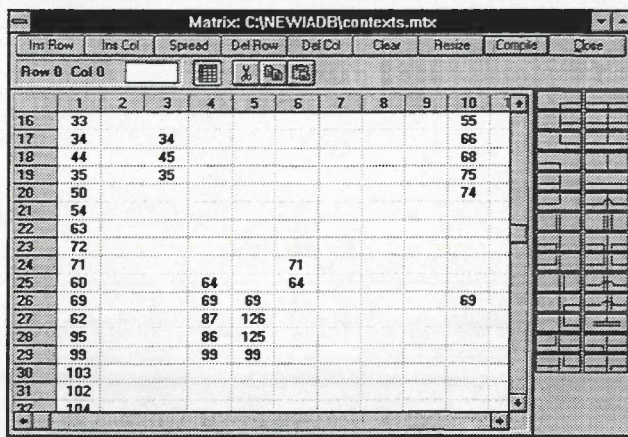 Matrix: C:\NEWIADB\contexts.mtx
Ins Row Ins Col Spread Del Row Del Col Clear Resize Compile Close
Row 0 Col 0
1 2 3 4 5 6 7 8 9 10
16 33 55
17 34 34 66
18 44 45 68
19 35 35 75
20 50 74
21 54
22 63
23 72
24 71 71
25 60 64 64
26 69 69 69 69
27 62 87 126
28 95 86 125
29 99 99 99
30 103
31 102
32 104